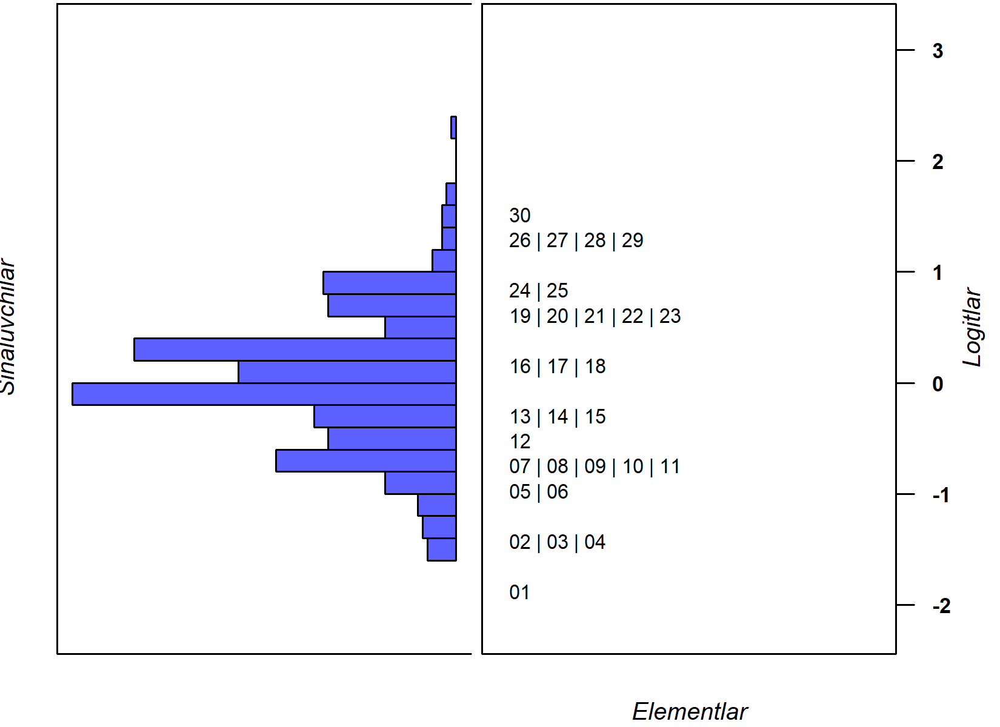 Sinaluvchilar
30
26 | 27 | 28 | 29
24 | 25
19 | 20 | 21 | 22 | 23
16 | 17 | 18
13 | 14 | 15
12
07 | 08 | 09 | 10 | 11
05 | 06
02 | 03 | 04
01
3
2
1
0
-1
-2
Logitlar
Elementlar